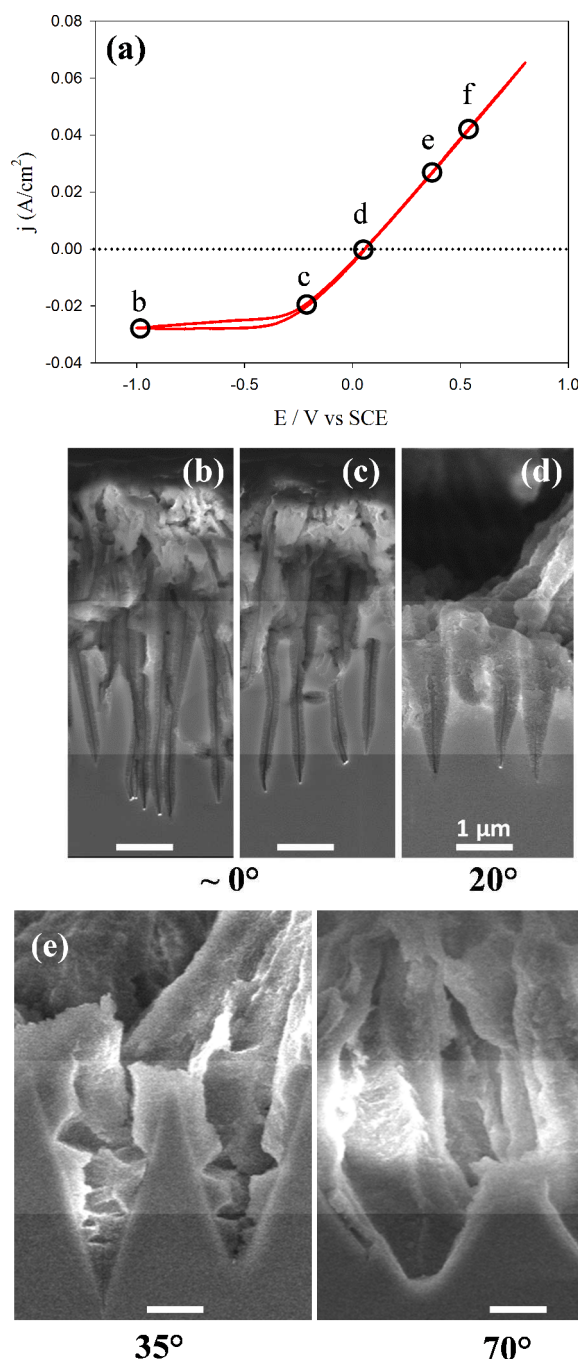 (a)
0.08
0.06
0.04
0.02
0.00
-0.02
-0.04
j (A/cm²)
b
c
d
e
f
-1.0 -0.5 0.0 0.5 1.0
E / V vs SCE
(b) (c) (d)
1 µm
~ 0° 20°
(e)
35° 70°